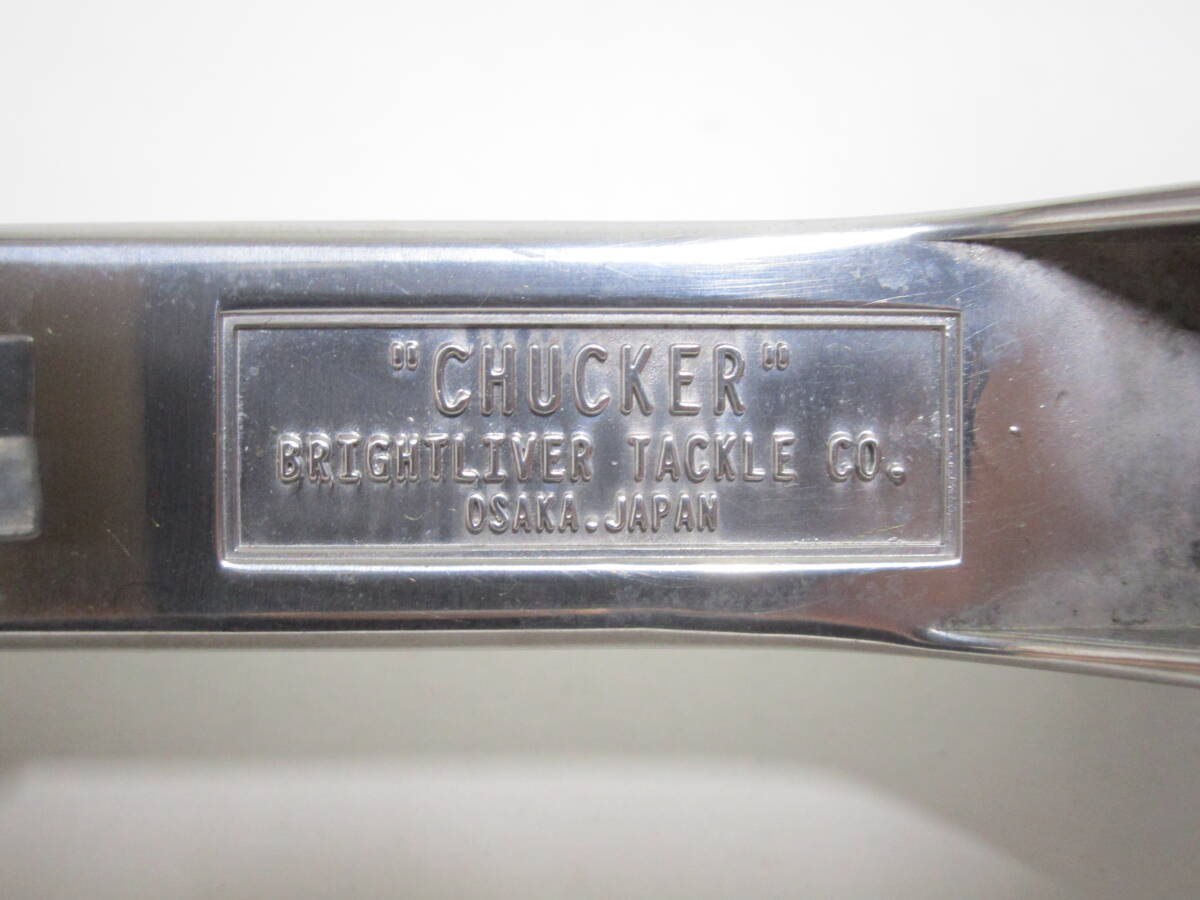 "CHUCKER"
BRIGHTLIVER TACKLE CO.
OSAKA.JAPAN